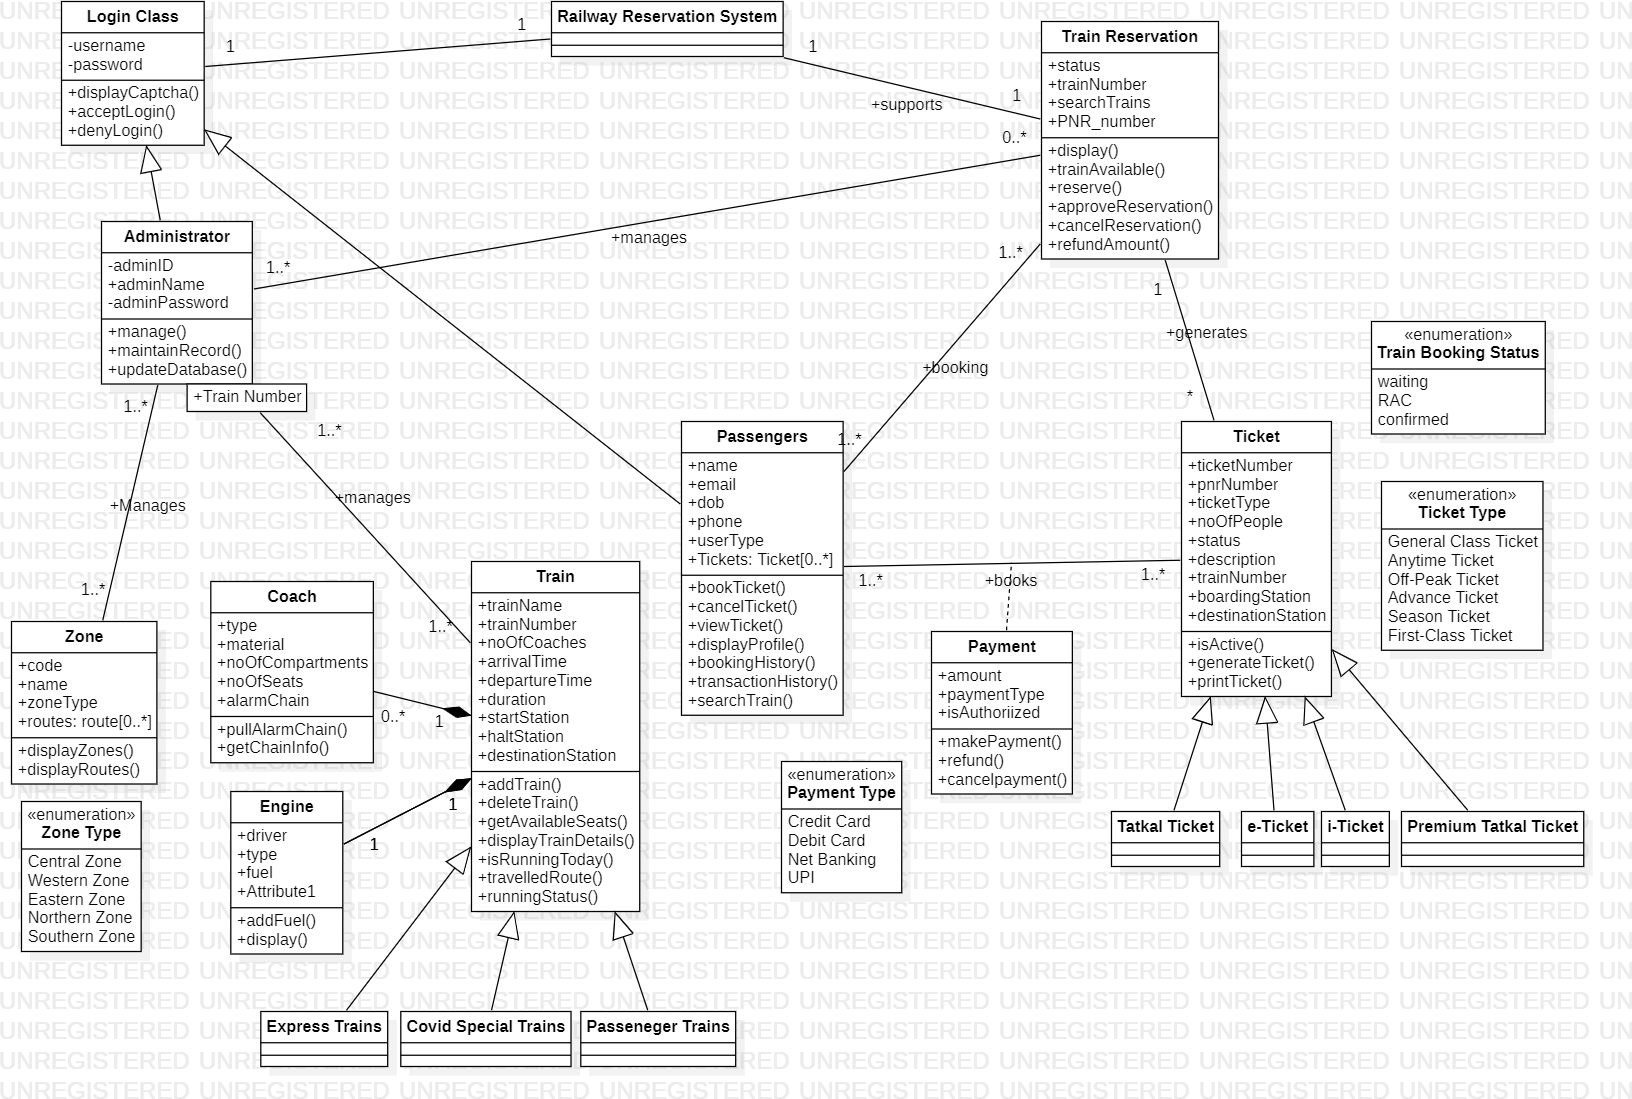 Login Class
-username
-password
+displayCaptcha()
+acceptLogin()
+denyLogin()
1
1
Railway Reservation System
1
+supports
1
Train Reservation
+status
+trainNumber
+searchTrains
+PNR_number
+display()
+trainAvailable()
+reserve()
+approveReservation()
+cancelReservation()
+refundAmount()
0..*
+manages
1..*
Administrator
-adminID
+adminName
-adminPassword
+manage()
+maintainRecord()
+updateDatabase()
+Train Number
1..*
+Manages
1..*
1..*
+manages
1..*
1..*
+booking
1..*
1
+generates
*
«enumeration»
Train Booking Status
waiting
RAC
confirmed
Passengers
+name
+email
+dob
+phone
+userType
+Tickets: Ticket[0..*]
+bookTicket()
+cancelTicket()
+viewTicket()
+displayProfile()
+bookingHistory()
+transactionHistory()
+searchTrain()
1..*
+books
1..*
Ticket
+ticketNumber
+pnrNumber
+ticketType
+noOfPeople
+status
+description
+trainNumber
+boardingStation
+destinationStation
+isActive()
+generateTicket()
+printTicket()
«enumeration»
Ticket Type
General Class Ticket
Anytime Ticket
Off-Peak Ticket
Advance Ticket
Season Ticket
First-Class Ticket
Zone
+code
+name
+zoneType
+routes: route[0..*]
+displayZones()
+displayRoutes()
Coach
+type
+material
+noOfCompartments
+noOfSeats
+alarmChain
+pullAlarmChain()
+getChainInfo()
0..*
1
Train
+trainName
+trainNumber
+noOfCoaches
+arrivalTime
+departureTime
+duration
+startStation
+haltStation
+destinationStation
+addTrain()
+deleteTrain()
+getAvailableSeats()
+displayTrainDetails()
+isRunningToday()
+travelledRoute()
+runningStatus()
Payment
+amount
+paymentType
+isAuthoriized
+makePayment()
+refund()
+cancelpayment()
«enumeration»
Zone Type
Central Zone
Western Zone
Eastern Zone
Northern Zone
Southern Zone
Engine
+driver
+type
+fuel
+Attribute1
+addFuel()
+display()
1
1
«enumeration»
Payment Type
Credit Card
Debit Card
Net Banking
UPI
Tatkal Ticket
e-Ticket
i-Ticket
Premium Tatkal Ticket
Express Trains
Covid Special Trains
Passeneger Trains
UNREGISTERED